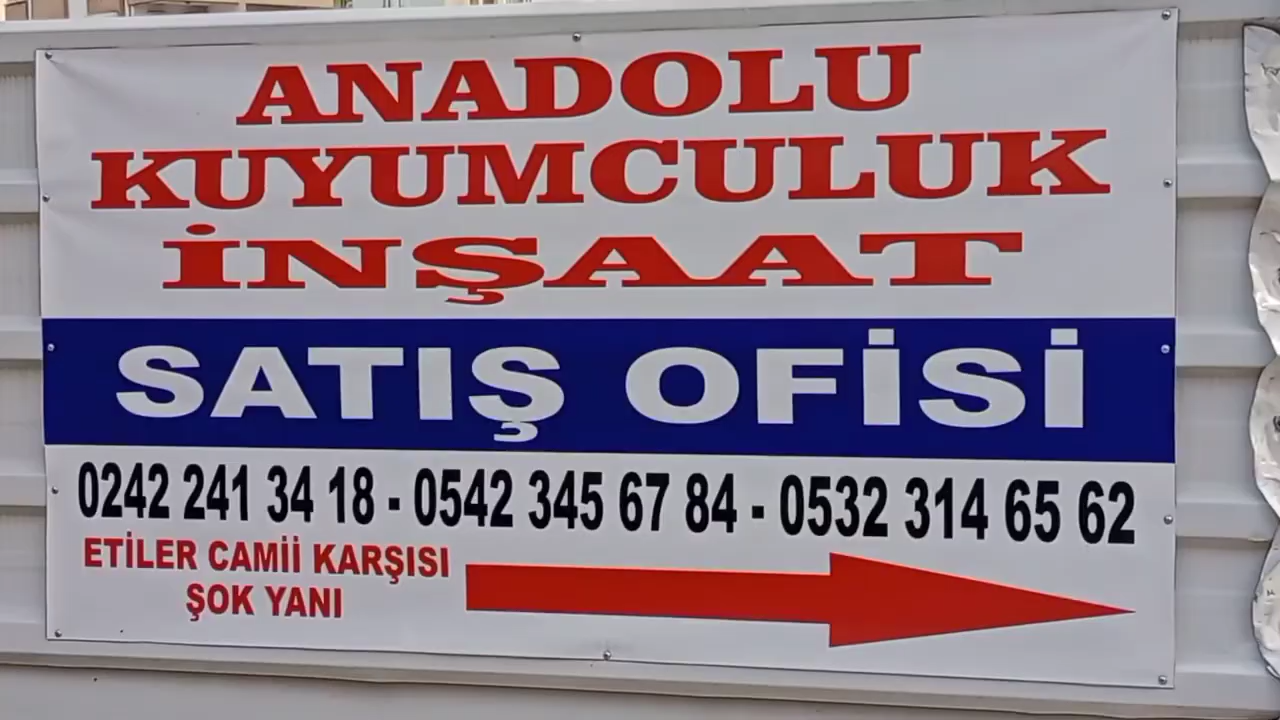 ANADOLU
KUYUMCULUK
İNŞAAT
SATIŞ OFİSİ
0242 241 34 18 - 0542 345 67 84 - 0532 314 65 62
ETİLER CAMİİ KARŞISI
ŞOK YANI